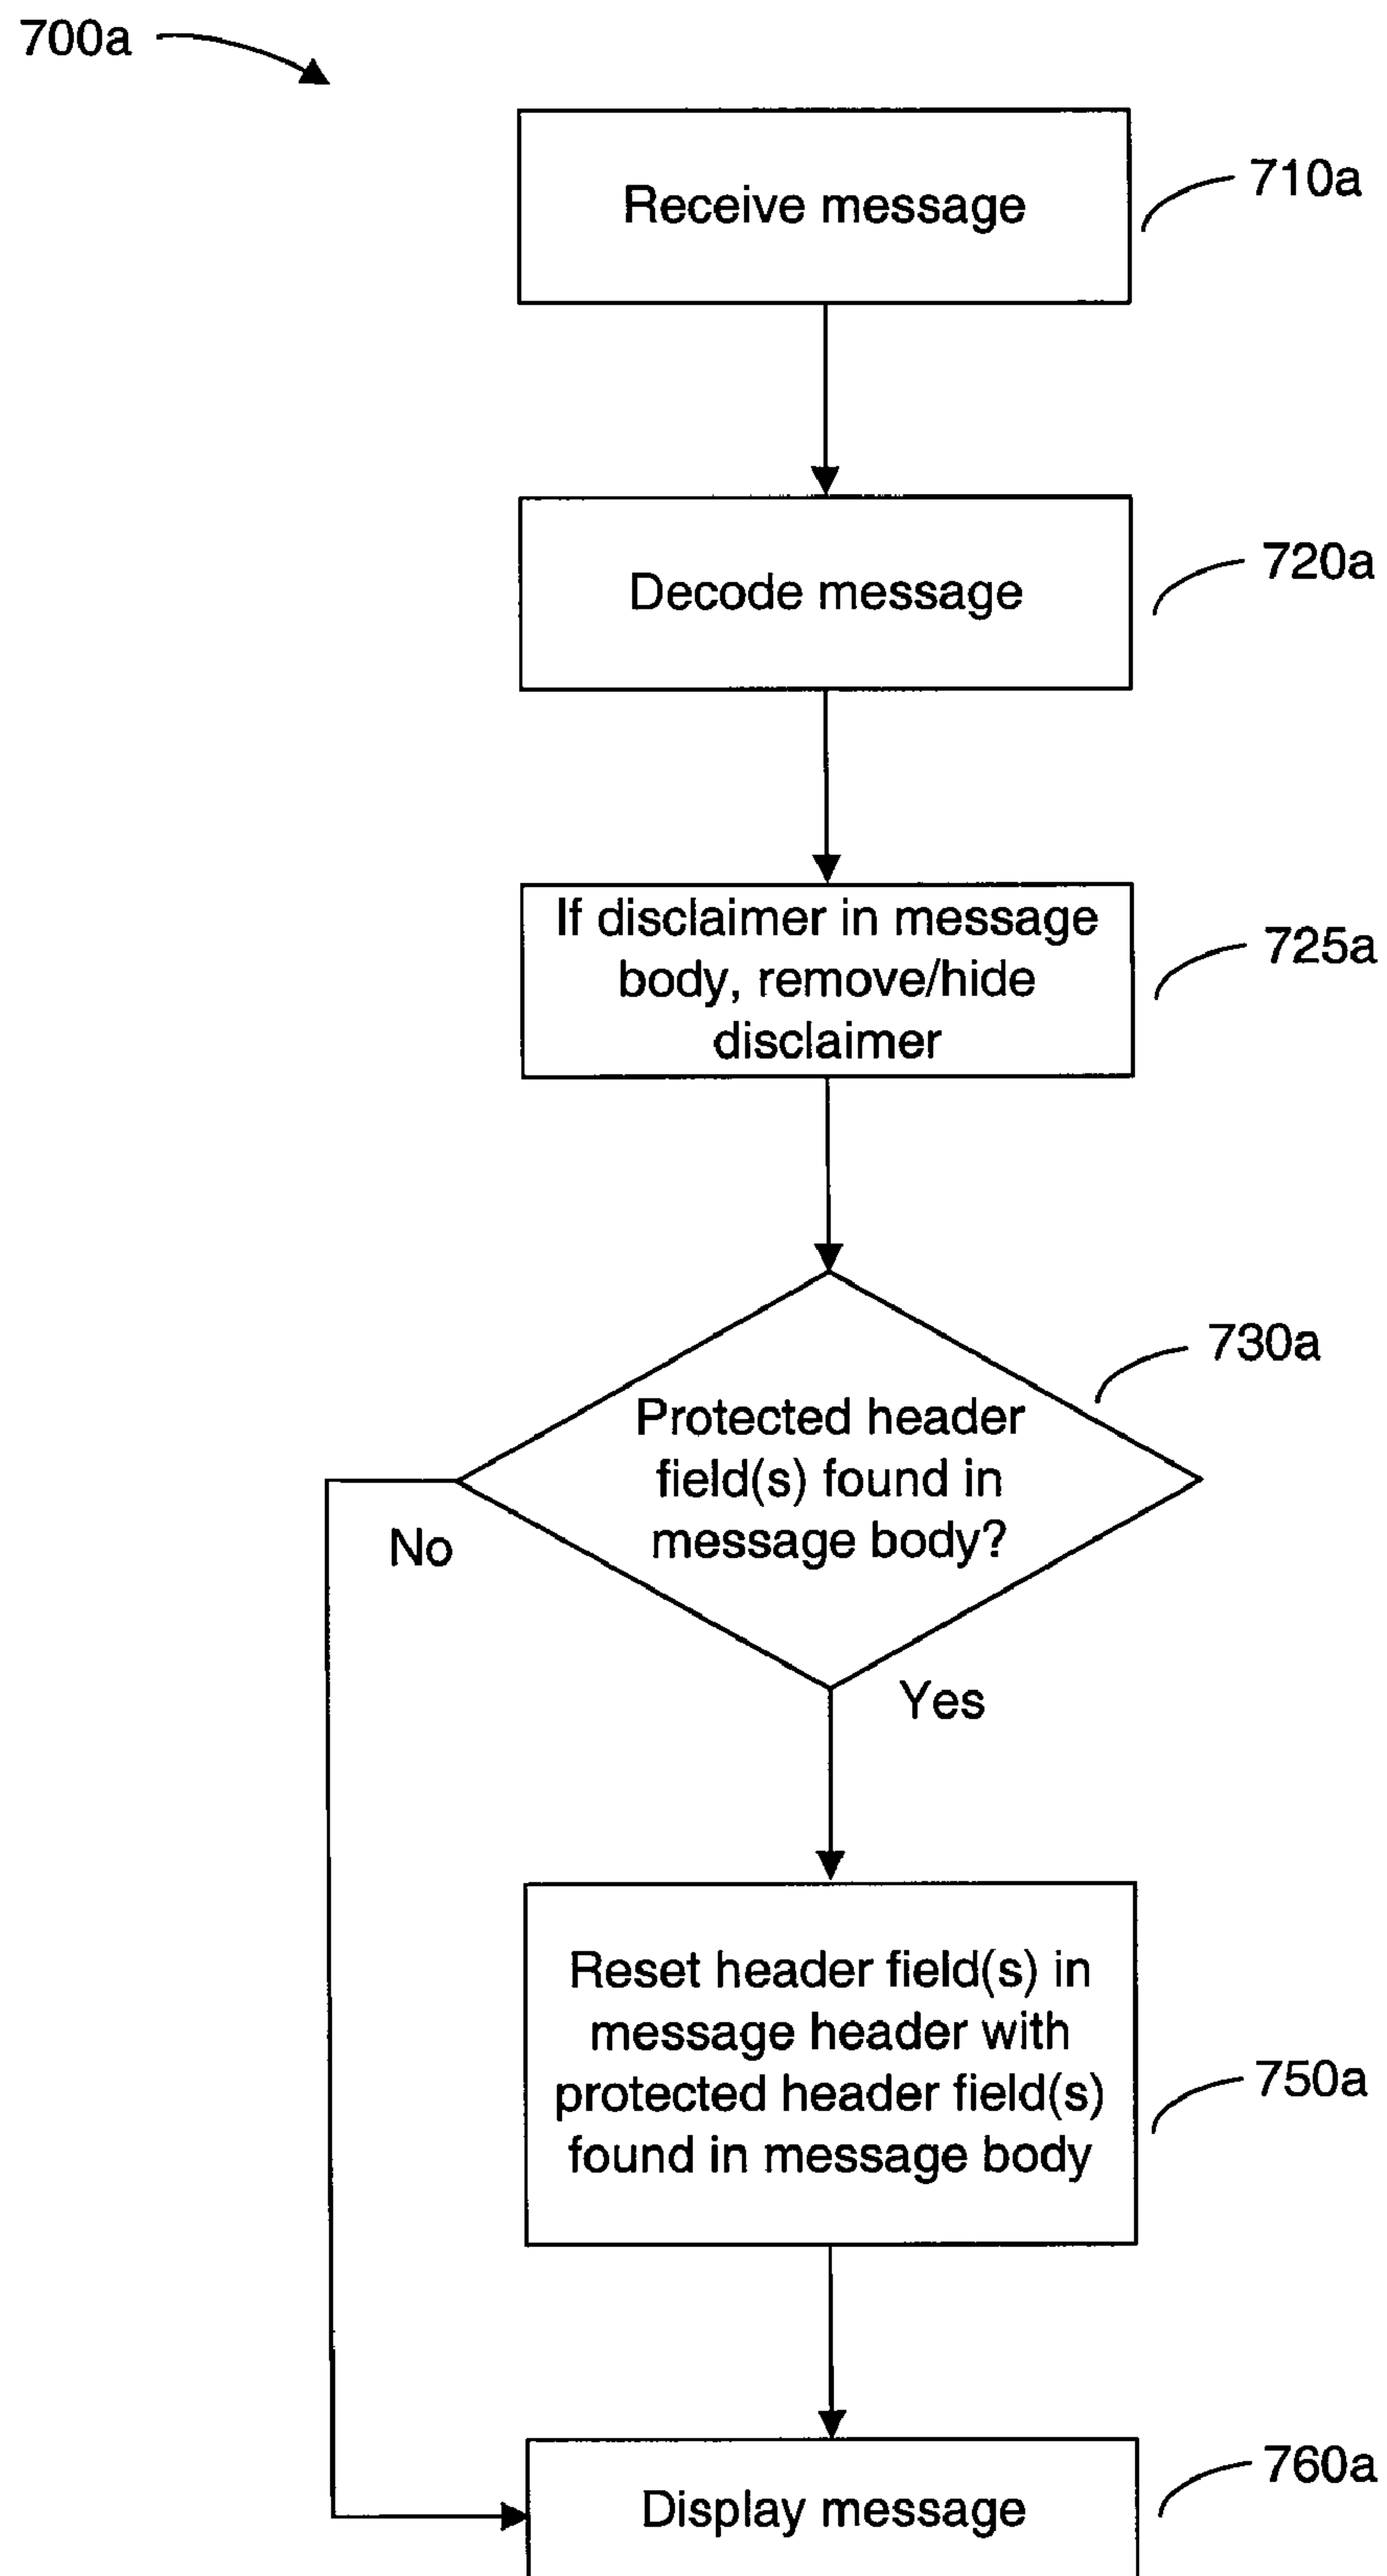 700a
Receive message
710a
Decode message
720a
If disclaimer in message
body, remove/hide
disclaimer
725a
730a
Protected header
field(s) found in
message body?
No
Yes
Reset header field(s) in
message header with
protected header field(s)
found in message body
750a
760a
Display message